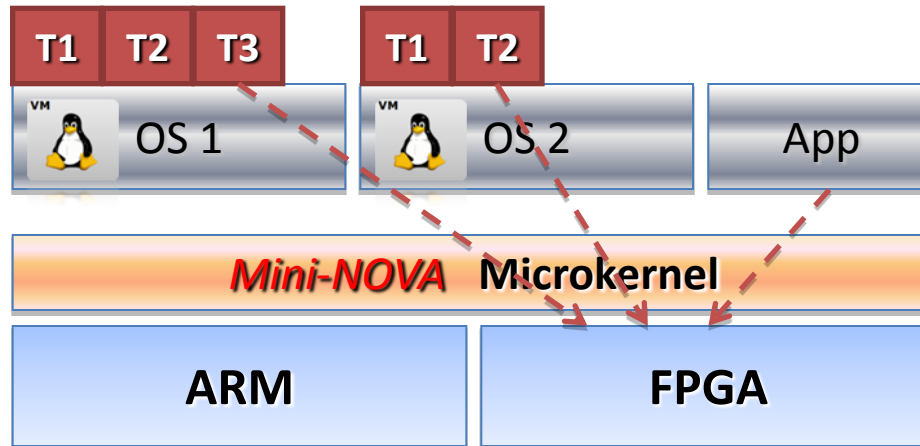 T1 T2 T3 T1 T2
VM OS 1 VM OS 2 App
Mini-NOVA Microkernel
ARM FPGA